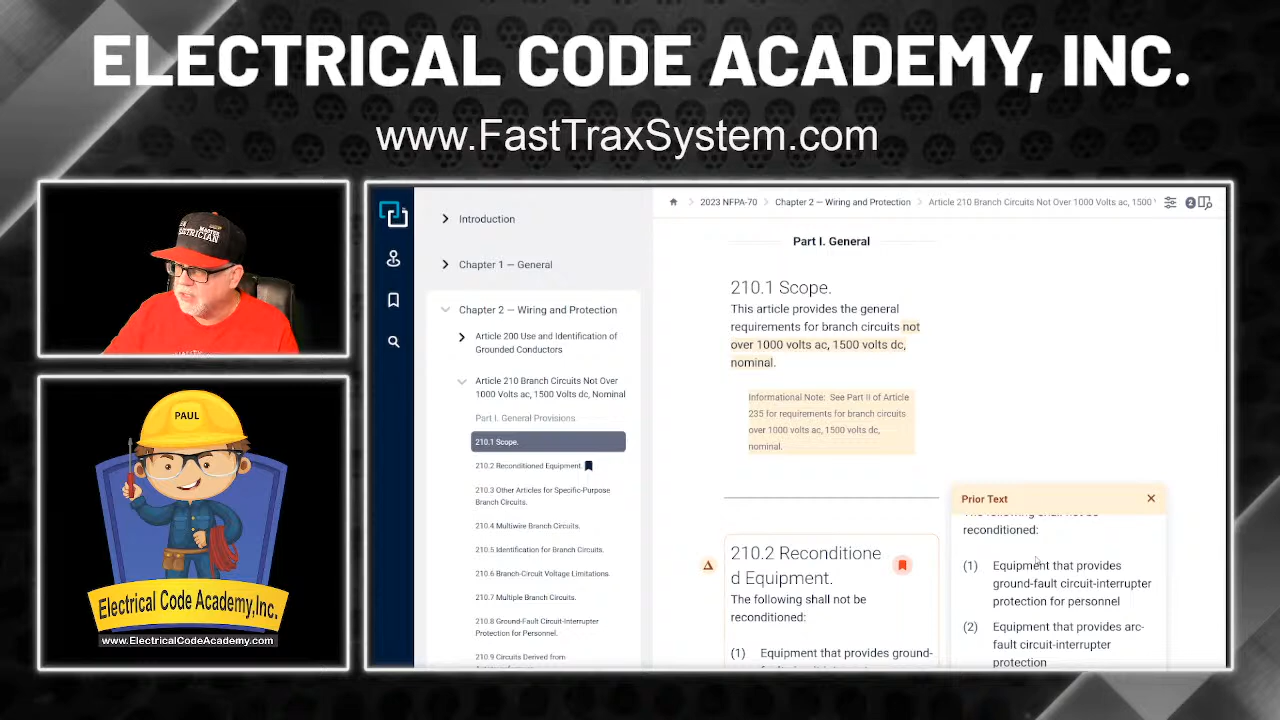 ELECTRICAL CODE ACADEMY, INC.
www.FastTraxSystem.com
MASTER
PAUL
Electrical Code Academy, Inc.
www.ElectricalCodeAcademy.com
Introduction
Chapter 1 — General
Chapter 2 — Wiring and Protection
Article 200 Use and Identification of
Grounded Conductors
Article 210 Branch Circuits Not Over
1000 Volts ac, 1500 Volts dc, Nominal
Part I. General Provisions
210.1 Scope.
210.2 Reconditioned Equipment.
210.3 Other Articles for Specific-Purpose
Branch Circuits.
210.4 Multiwire Branch Circuits.
210.5 Identification for Branch Circuits.
210.6 Branch-Circuit Voltage Limitations.
210.7 Multiple Branch Circuits.
210.8 Ground-Fault Circuit-Interrupter
Protection for Personnel.
210.9 Circuits Derived from
2023 NFPA-70
Chapter 2 — Wiring and Protection
Article 210 Branch Circuits Not Over 1000 Volts ac, 1500
2
Part I. General
210.1 Scope.
This article provides the general
requirements for branch circuits not
over 1000 volts ac, 1500 volts dc,
nominal.
Informational Note: See Part II of Article
235 for requirements for branch circuits
over 1000 volts ac, 1500 volts dc,
nominal.
210.2 Reconditione
d Equipment.
The following shall not be
reconditioned:
(1) Equipment that provides ground-
Prior Text
The following shall not be
reconditioned:
(1) Equipment that provides
ground-fault circuit-interrupter
protection for personnel
(2) Equipment that provides arc-
fault circuit-interrupter
protection